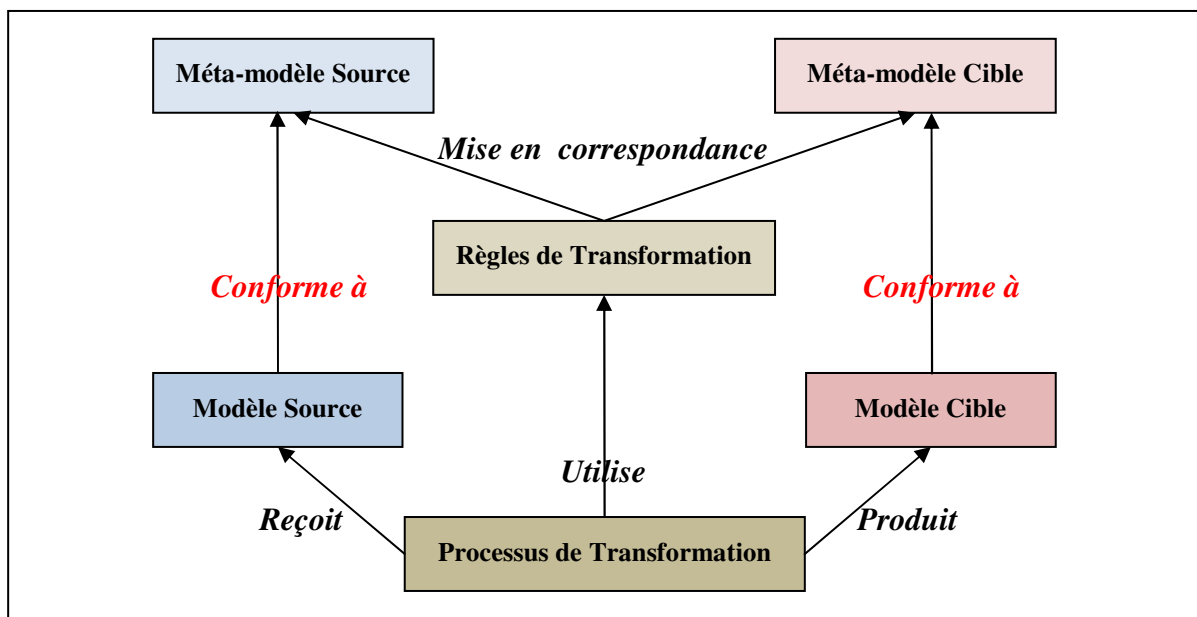 Méta-modèle Source
Méta-modèle Cible
Mise en correspondance
Règles de Transformation
Conforme à
Conforme à
Modèle Source
Modèle Cible
Utilise
Reçoit
Produit
Processus de Transformation